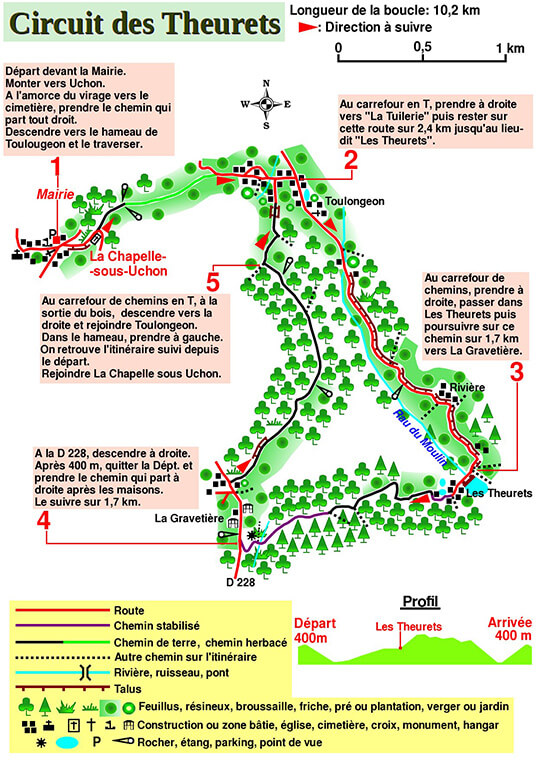 Circuit des Theurets
Longueur de la boucle: 10,2 km
: Direction à suivre
0 0,5 1 km
Départ devant la Mairie.
Monter vers Uchon.
A l'amorce du virage vers le
cimetière, prendre le chemin qui
part tout droit.
Descendre vers le hameau de
Toulougeon et le traverser.
1
N
W E
S
Au carrefour en T, prendre à droite
vers "La Tuilerie" puis rester sur
cette route sur 2,4 km jusqu'au lieu-
dit "Les Theurets".
2
Mairie
P
Toulongeon
La Chapelle-
-sous-Uchon
5
Au carrefour de chemins en T, à la
sortie du bois, descendre vers la
droite et rejoindre Toulongeon.
Dans le hameau, prendre à gauche.
On retrouve l'itinéraire suivi depuis
le départ.
Rejoindre La Chapelle sous Uchon.
Au carrefour de
chemins, prendre à
droite, passer dans
Les Theurets puis
poursuivre sur ce
chemin sur 1,7 km
vers La Gravetière.
3
Rivière
Rau du Moulin
A la D 228, descendre à droite.
Après 400 m, quitter la Dépt. et
prendre le chemin qui part à
droite après les maisons.
Le suivre sur 1,7 km.
4
Les Theurets
La Gravetière
D 228
Route
Chemin stabilisé
Chemin de terre, chemin herbacé
Autre chemin sur l'itinéraire
Rivière, ruisseau, pont
Talus
Feuillus, résineux, broussaille, friche, pré ou plantation, verger ou jardin
Construction ou zone bâtie, église, cimetière, croix, monument, hangar
P Rocher, étang, parking, point de vue
Profil
Départ
400m
Les Theurets
Arrivée
400 m